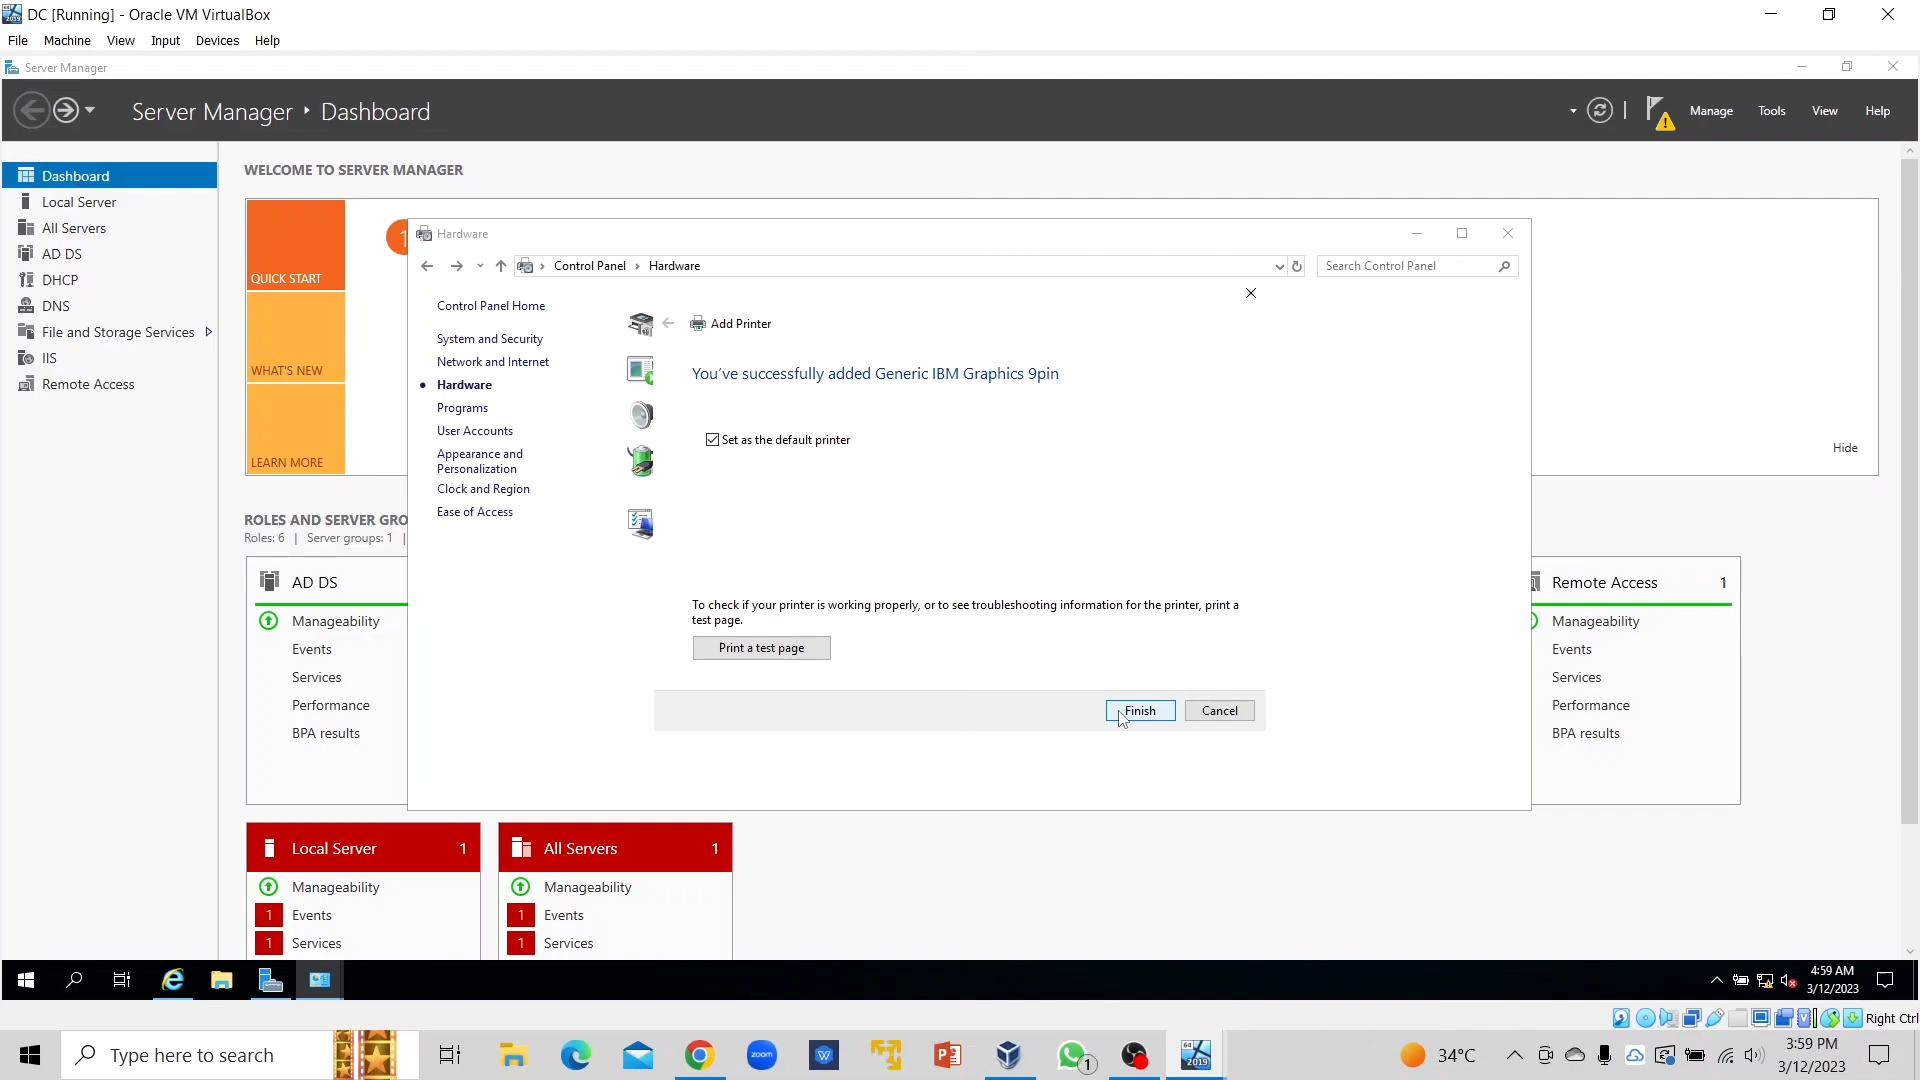 DC [Running] - Oracle VM VirtualBox
File Machine View Input Devices Help
Server Manager
Server Manager ‣ Dashboard
Manage Tools View Help
Dashboard
Local Server
All Servers
AD DS
DHCP
DNS
File and Storage Services
IIS
Remote Access
WELCOME TO SERVER MANAGER
QUICK START
WHAT'S NEW
LEARN MORE
1
Hide
Hardware
Control Panel › Hardware
Search Control Panel
Control Panel Home
System and Security
Network and Internet
• Hardware
Programs
User Accounts
Appearance and
Personalization
Clock and Region
Ease of Access
Add Printer
You've successfully added Generic IBM Graphics 9pin
Set as the default printer
To check if your printer is working properly, or to see troubleshooting information for the printer, print a
test page.
Print a test page
Finish Cancel
ROLES AND SERVER GRO
Roles: 6 | Server groups: 1 |
AD DS
Manageability
Events
Services
Performance
BPA results
Remote Access 1
Manageability
Events
Services
Performance
BPA results
Local Server 1
Manageability
1 Events
1 Services
All Servers 1
Manageability
1 Events
1 Services
4:59 AM
3/12/2023
Right Ctrl
Type here to search
zoom
W
P
1
64
2019
34°C
3:59 PM
3/12/2023